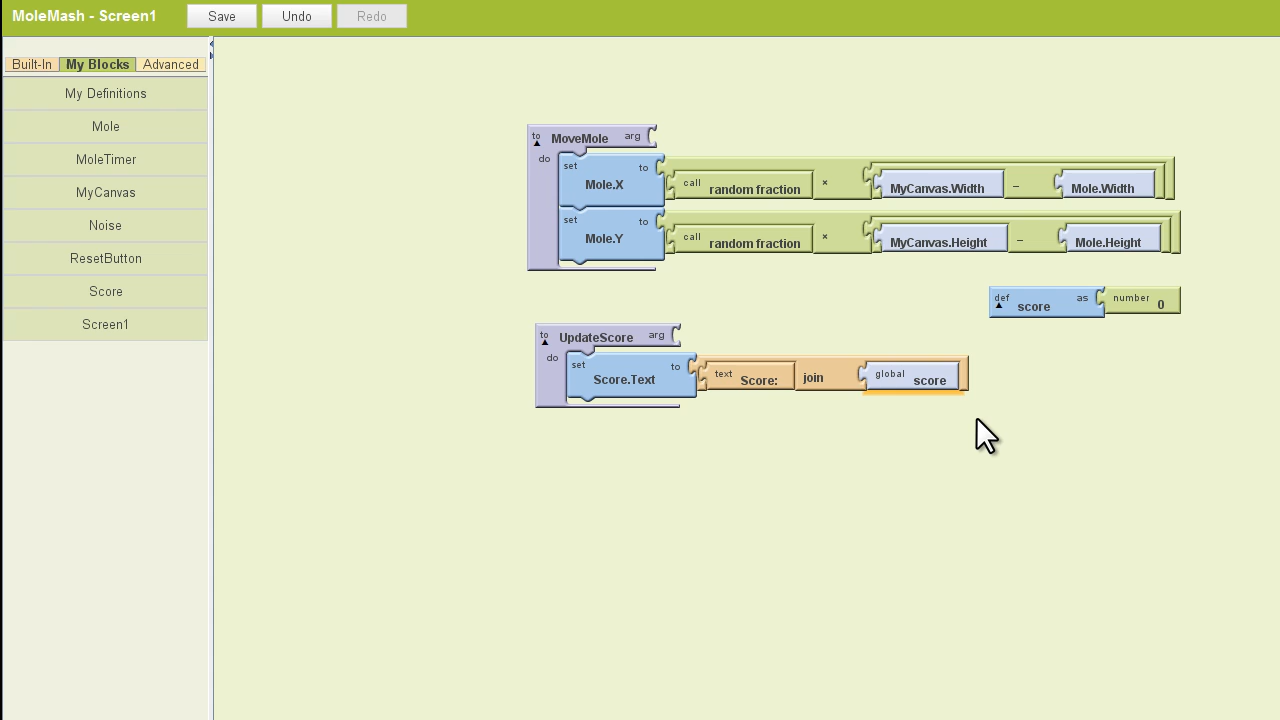 MoleMash - Screen1 Save Undo Redo
Built-In My Blocks Advanced
My Definitions
Mole
MoleTimer
MyCanvas
Noise
ResetButton
Score
Screen1
to MoveMole arg
do set Mole.X to call random fraction × MyCanvas.Width − Mole.Width
set Mole.Y to call random fraction × MyCanvas.Height − Mole.Height
def score as number 0
to UpdateScore arg
do set Score.Text to text Score: join global score